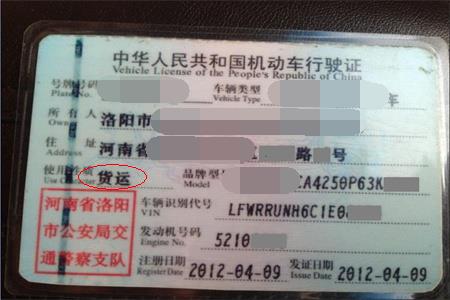 中华人民共和国机动车行驶证
Vehicle License of the People's Republic of China
号牌号码 车辆类型
Plate No. Vehicle Type 车
所有人 洛阳市
Owner
住址 河南省 路 号
Address
使用性质 货运 品牌型号 CA4250P63K
Use Character Model
河南省洛阳
市公安局交
通警察支队
车辆识别代号 LFWRRUNH6C1E0
VIN
发动机号码 5210
Engine No.
注册日期 2012-04-09 发证日期 2012-04-09
Register Date Issue Date